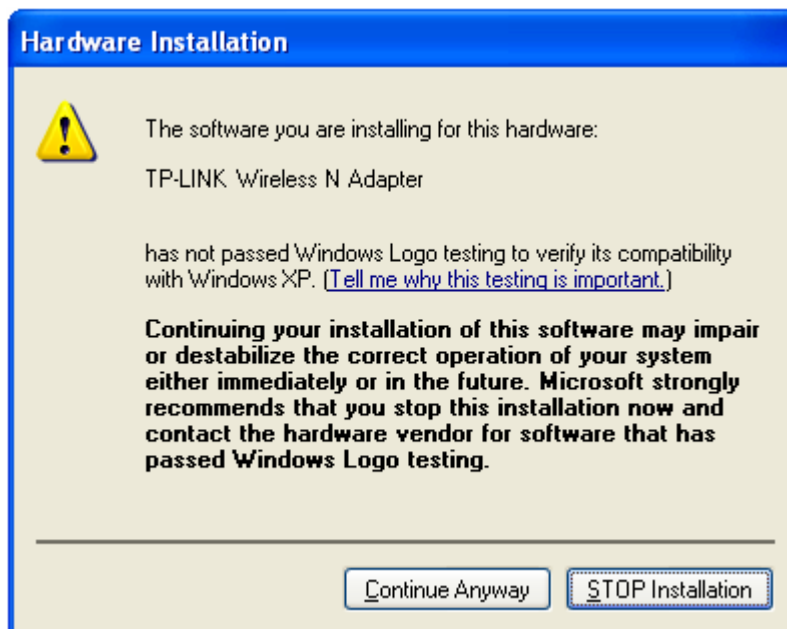 Hardware Installation
The software you are installing for this hardware:
TP-LINK Wireless N Adapter
has not passed Windows Logo testing to verify its compatibility
with Windows XP. (Tell me why this testing is important.)
Continuing your installation of this software may impair
or destabilize the correct operation of your system
either immediately or in the future. Microsoft strongly
recommends that you stop this installation now and
contact the hardware vendor for software that has
passed Windows Logo testing.
Continue Anyway
STOP Installation